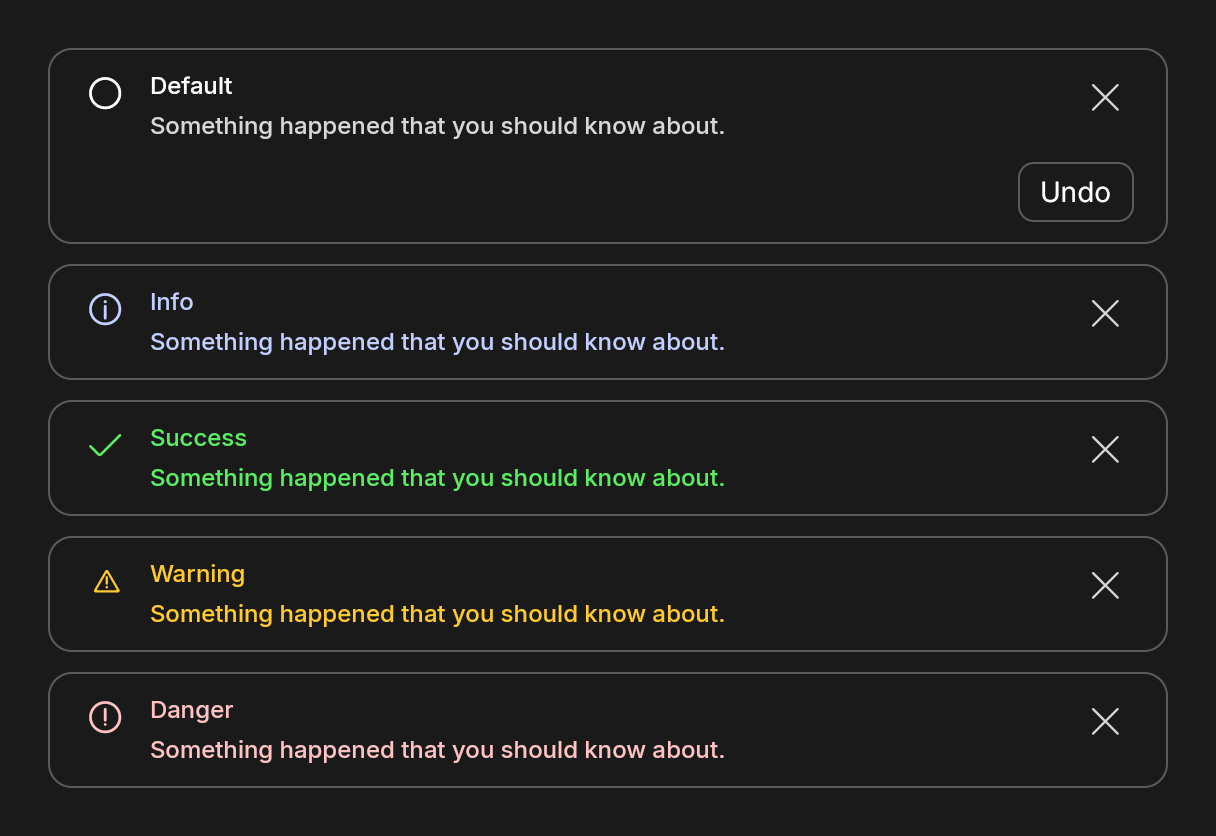 Default
Something happened that you should know about.
Undo
Info
Something happened that you should know about.
Success
Something happened that you should know about.
Warning
Something happened that you should know about.
Danger
Something happened that you should know about.